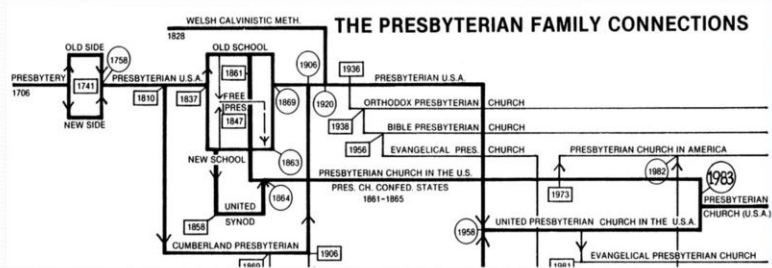 THE PRESBYTERIAN FAMILY CONNECTIONS
WELSH CALVINISTIC METH.
1828
OLD SIDE
1758
OLD SCHOOL
1906
1936
PRESBYTERY
1706
1741
PRESBYTERIAN U.S.A.
1861
PRESBYTERIAN U.S.A.
1810
1837
FREE
PRES.
1847
1869
1920
ORTHODOX PRESBYTERIAN CHURCH
NEW SIDE
1938
BIBLE PRESBYTERIAN CHURCH
1956
EVANGELICAL PRES. CHURCH
PRESBYTERIAN CHURCH IN AMERICA
NEW SCHOOL
1863
1982
PRESBYTERIAN CHURCH IN THE U.S.
1983
PRES. CH. CONFED. STATES
1861-1865
1864
1973
PRESBYTERIAN
CHURCH (U.S.A.)
UNITED
SYNOD
1858
1958
UNITED PRESBYTERIAN CHURCH IN THE U.S.A.
CUMBERLAND PRESBYTERIAN
1906
EVANGELICAL PRESBYTERIAN CHURCH
1981